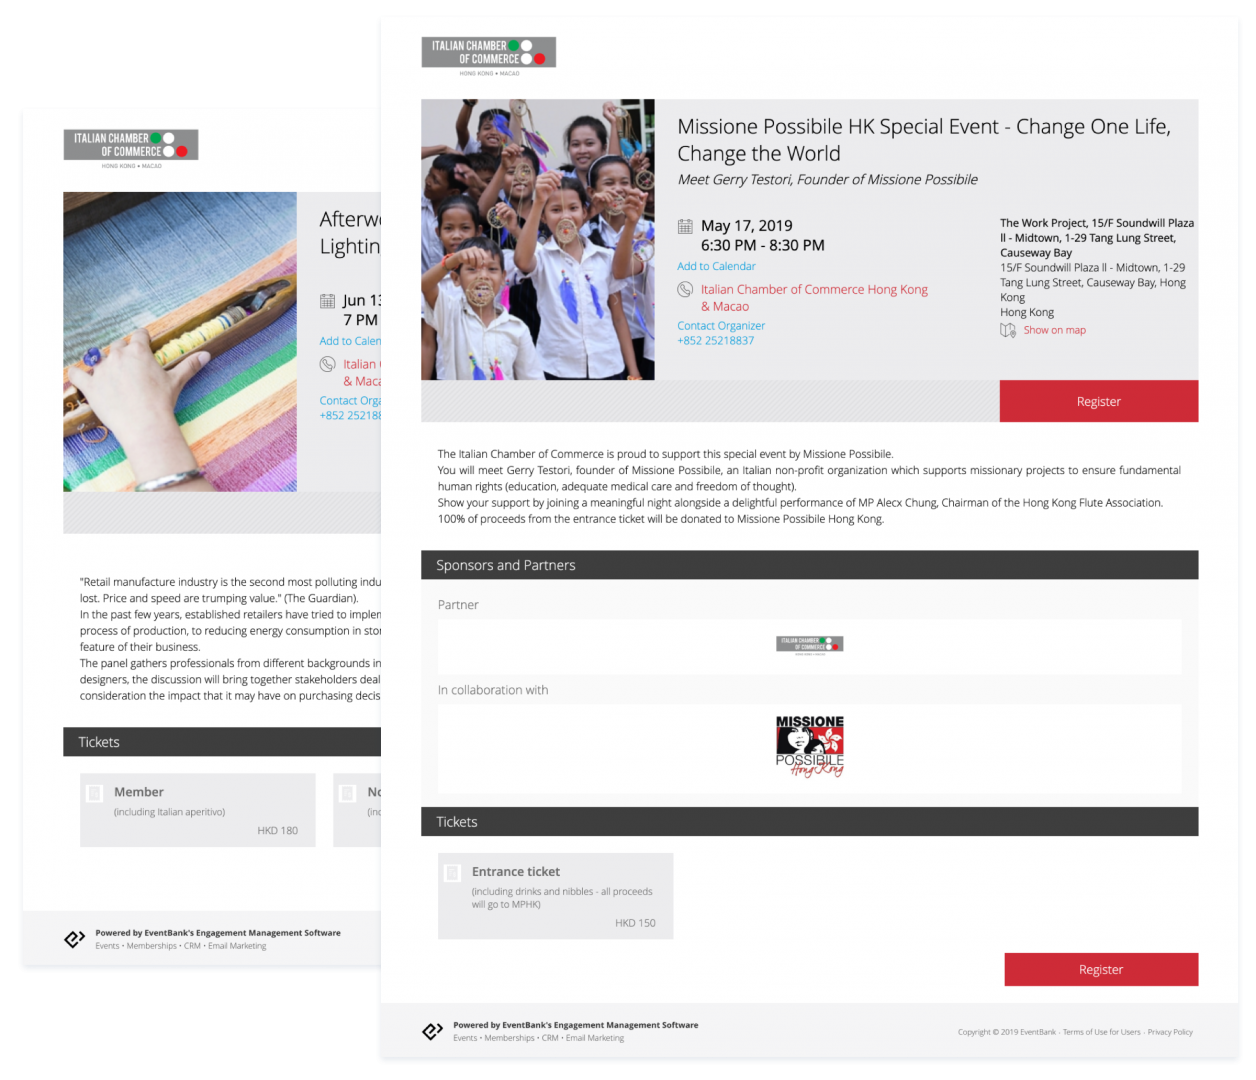 ITALIAN CHAMBER
OF COMMERCE
HONG KONG • MACAO
Missione Possibile HK Special Event - Change One Life,
Change the World
Meet Gerry Testori, Founder of Missione Possibile
May 17, 2019
6:30 PM - 8:30 PM
Add to Calendar
Italian Chamber of Commerce Hong Kong
& Macao
Contact Organizer
+852 25218837
The Work Project, 15/F Soundwill Plaza
ll - Midtown, 1-29 Tang Lung Street,
Causeway Bay
15/F Soundwill Plaza ll - Midtown, 1-29
Tang Lung Street, Causeway Bay, Hong
Kong
Hong Kong
Show on map
Register
The Italian Chamber of Commerce is proud to support this special event by Missione Possibile.
You will meet Gerry Testori, founder of Missione Possibile, an Italian non-profit organization which supports missionary projects to ensure fundamental
human rights (education, adequate medical care and freedom of thought).
Show your support by joining a meaningful night alongside a delightful performance of MP Alecx Chung, Chairman of the Hong Kong Flute Association.
100% of proceeds from the entrance ticket will be donated to Missione Possibile Hong Kong.
Sponsors and Partners
Partner
ITALIAN CHAMBER
OF COMMERCE
In collaboration with
MISSIONE
POSSIBILE
Hong Kong
Tickets
Entrance ticket
(including drinks and nibbles - all proceeds
will go to MPHK)
HKD 150
Register
Powered by EventBank's Engagement Management Software
Events • Memberships • CRM • Email Marketing
Copyright © 2019 EventBank - Terms of Use for Users - Privacy Policy
ITALIAN CHAMBER
OF COMMERCE
HONG KONG • MACAO
Afterw
Lightin
Jun 13
7 PM
Add to Calen
Italian
& Maca
Contact Orga
+852 25218
"Retail manufacture industry is the second most polluting indu
lost. Price and speed are trumping value." (The Guardian).
In the past few years, established retailers have tried to implem
process of production, to reducing energy consumption in stor
feature of their business.
The panel gathers professionals from different backgrounds in
designers, the discussion will bring together stakeholders deal
consideration the impact that it may have on purchasing decis
Tickets
Member
(including Italian aperitivo)
HKD 180
No
(inc
Powered by EventBank's Engagement Management Software
Events • Memberships • CRM • Email Marketing